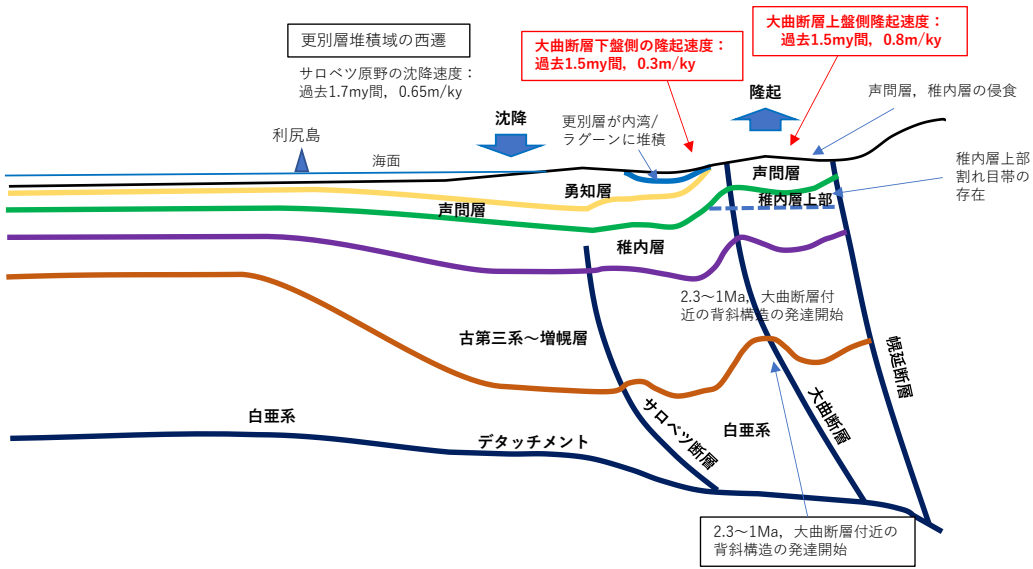 更別層堆積域の西遷
サロベツ原野の沈降速度：
過去1.7my間，0.65m/ky
大曲断層下盤側の隆起速度：
過去1.5my間，0.3m/ky
大曲断層上盤側隆起速度：
過去1.5my間，0.8m/ky
沈降
隆起
声問層，稚内層の侵食
利尻島
海面
更別層が内湾/
ラグーンに堆積
稚内層上部
割れ目帯の
存在
声問層
稚内層上部
勇知層
声問層
稚内層
2.3～1Ma，大曲断層付
近の背斜構造の発達開始
古第三系～増幌層
幌延断層
大曲断層
サロベツ断層
白亜系
白亜系
デタッチメント
2.3～1Ma，大曲断層付近の
背斜構造の発達開始